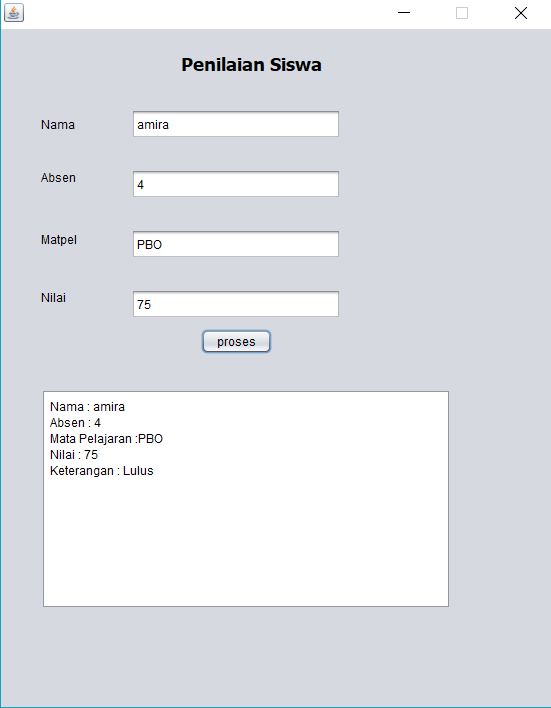 Penilaian Siswa
Nama amira
Absen 4
Matpel PBO
Nilai 75
proses
Nama : amira
Absen : 4
Mata Pelajaran :PBO
Nilai : 75
Keterangan : Lulus